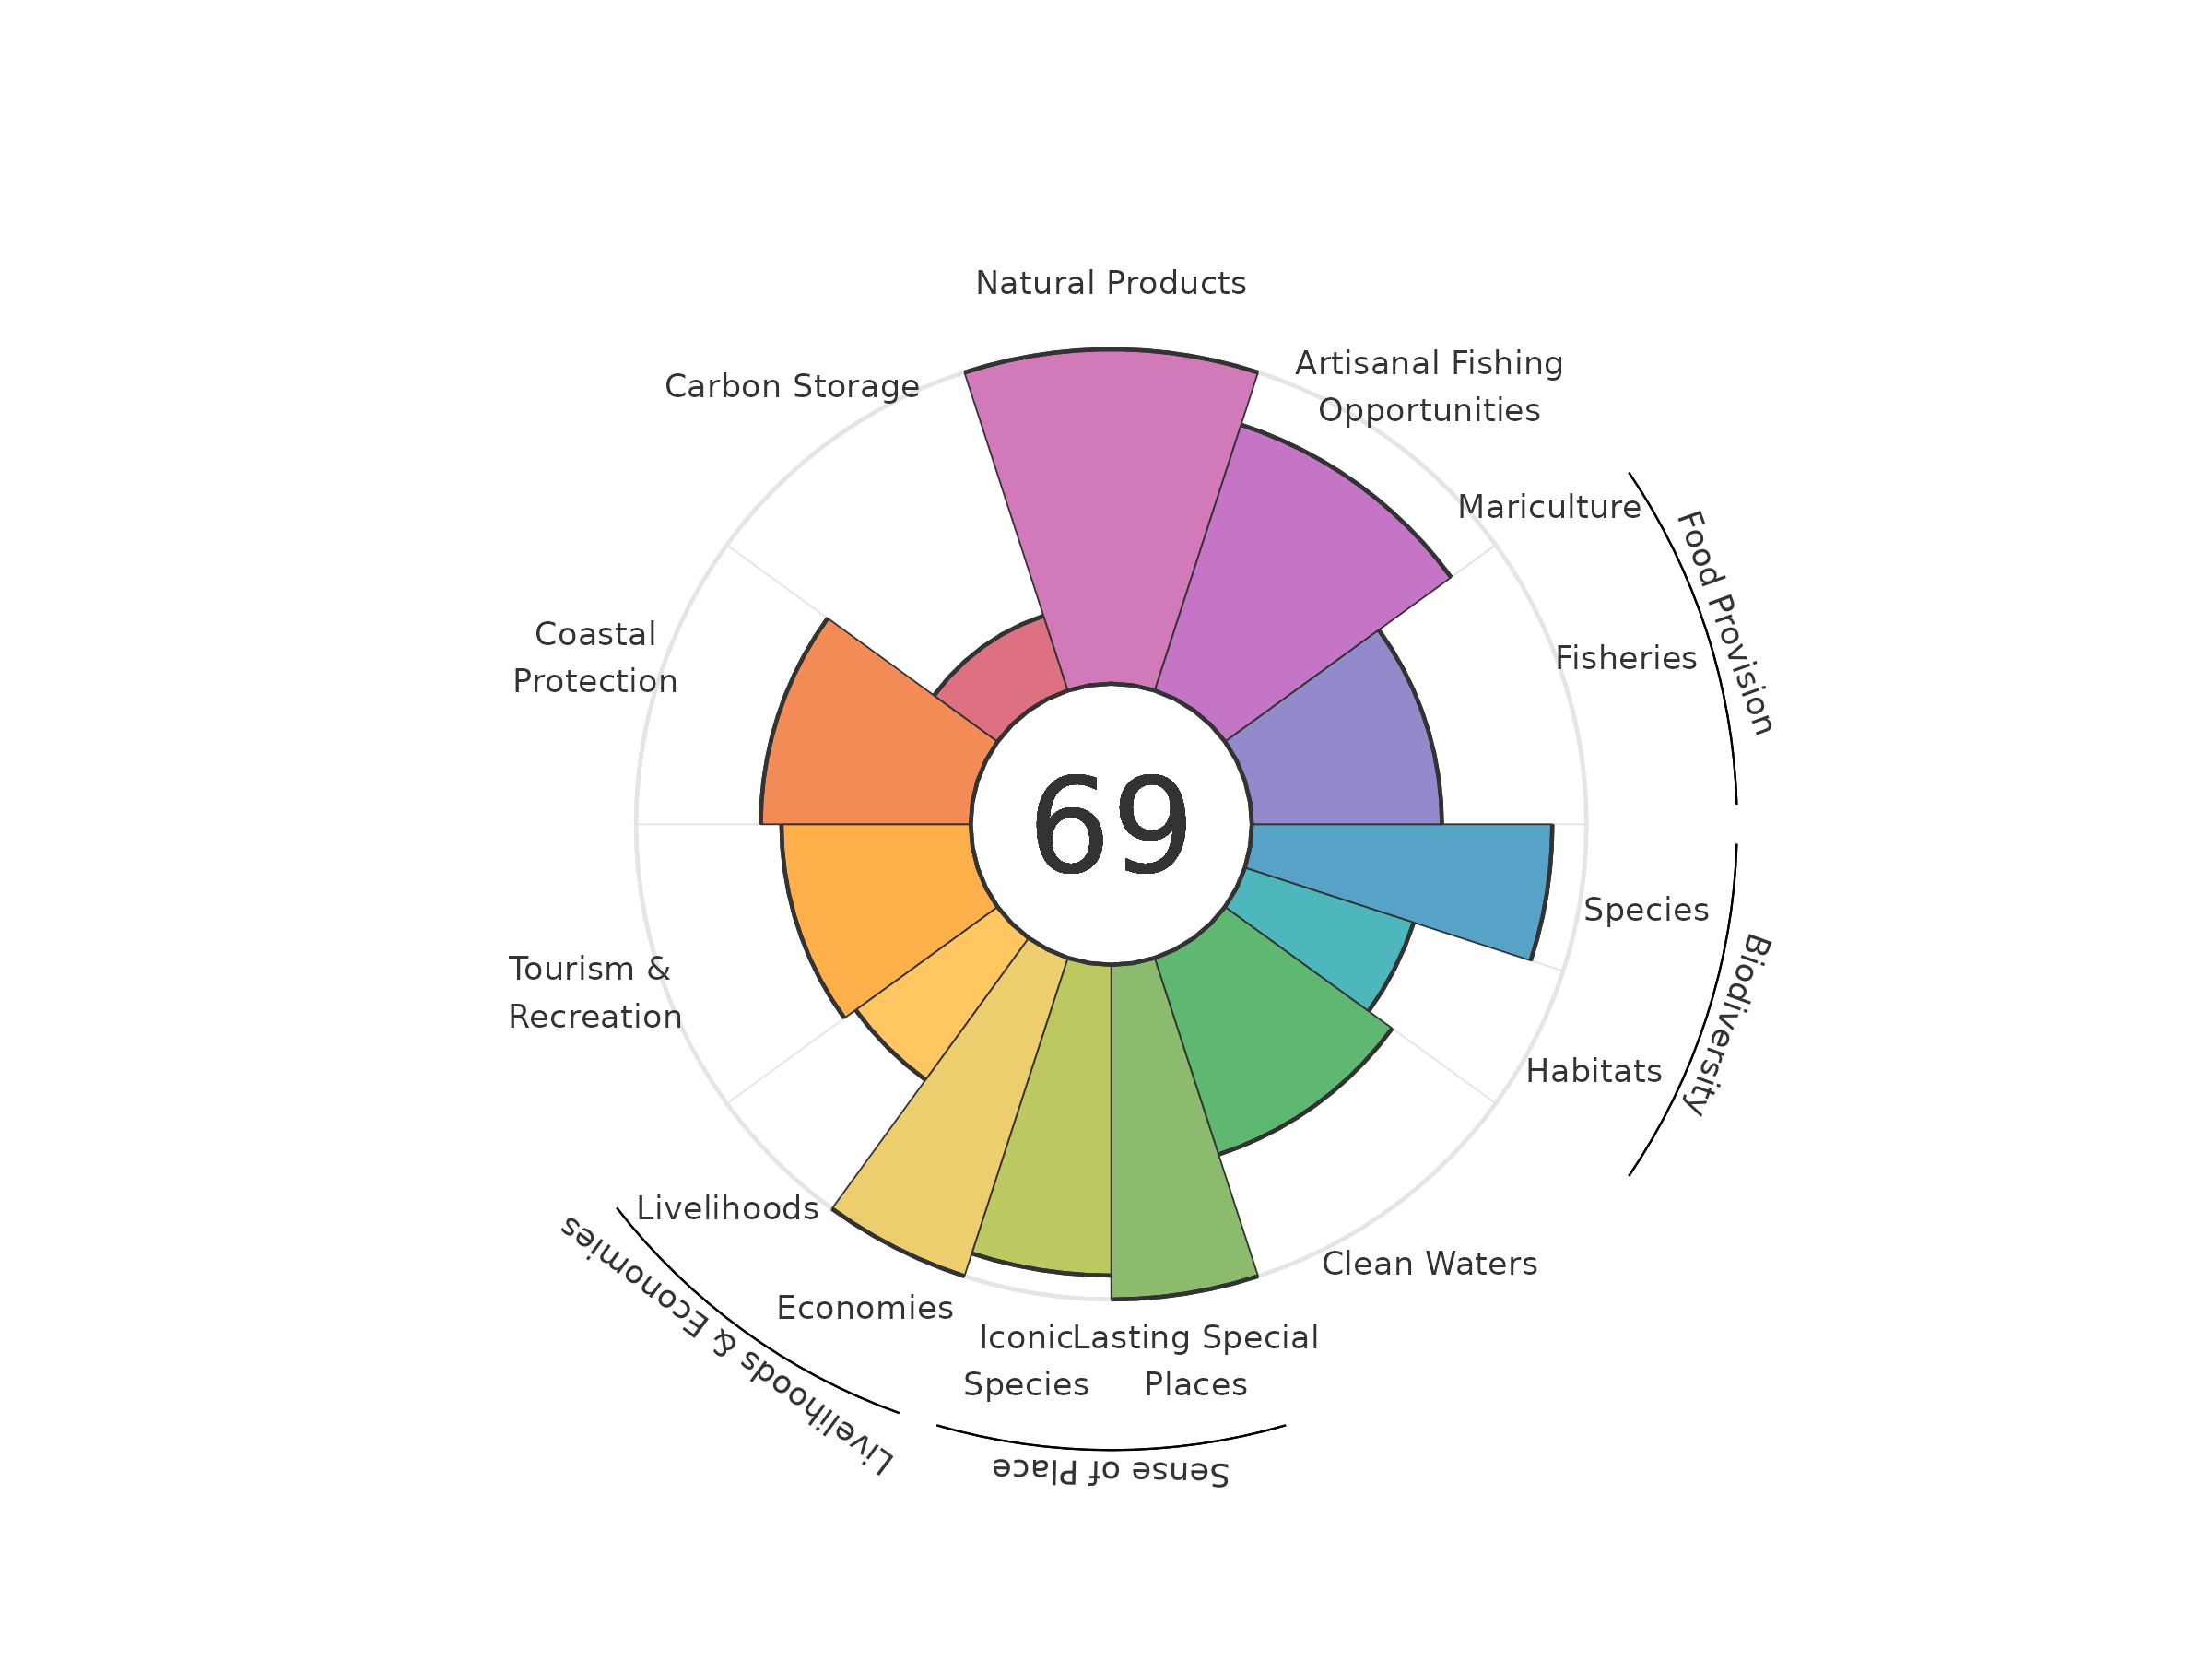 Natural Products
Artisanal Fishing
Opportunities
Carbon Storage
Mariculture
Food Provision
Coastal
Protection
Fisheries
69
Species
Biodiversity
Tourism &
Recreation
Habitats
Livelihoods
Clean Waters
Livelihoods & Economies
Economies
Iconic
Species
Lasting Special
Places
Sense of Place